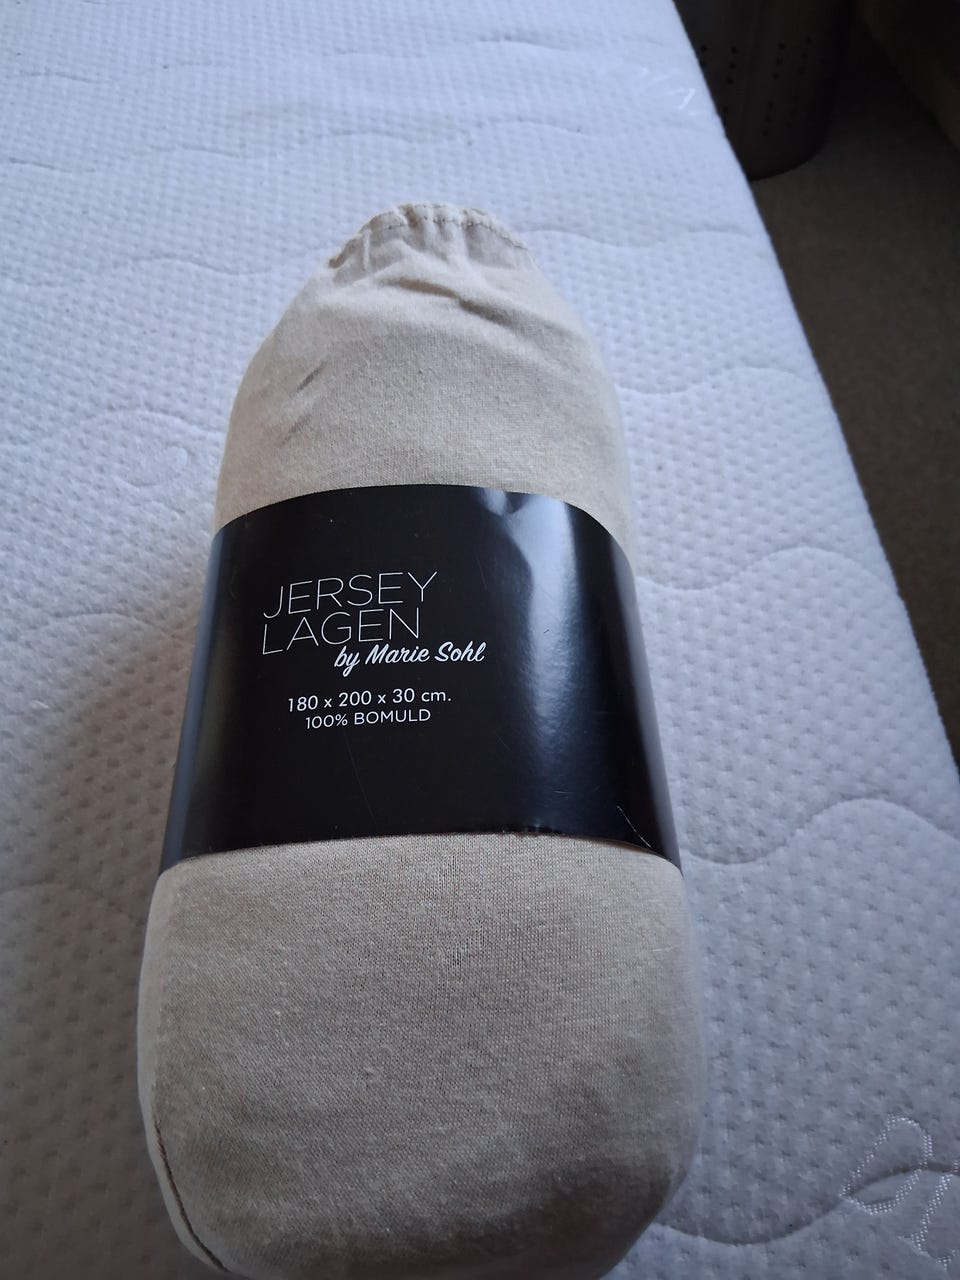 JERSEY
LAGEN
by Marie Sohl
180 x 200 x 30 cm.
100% BOMULD